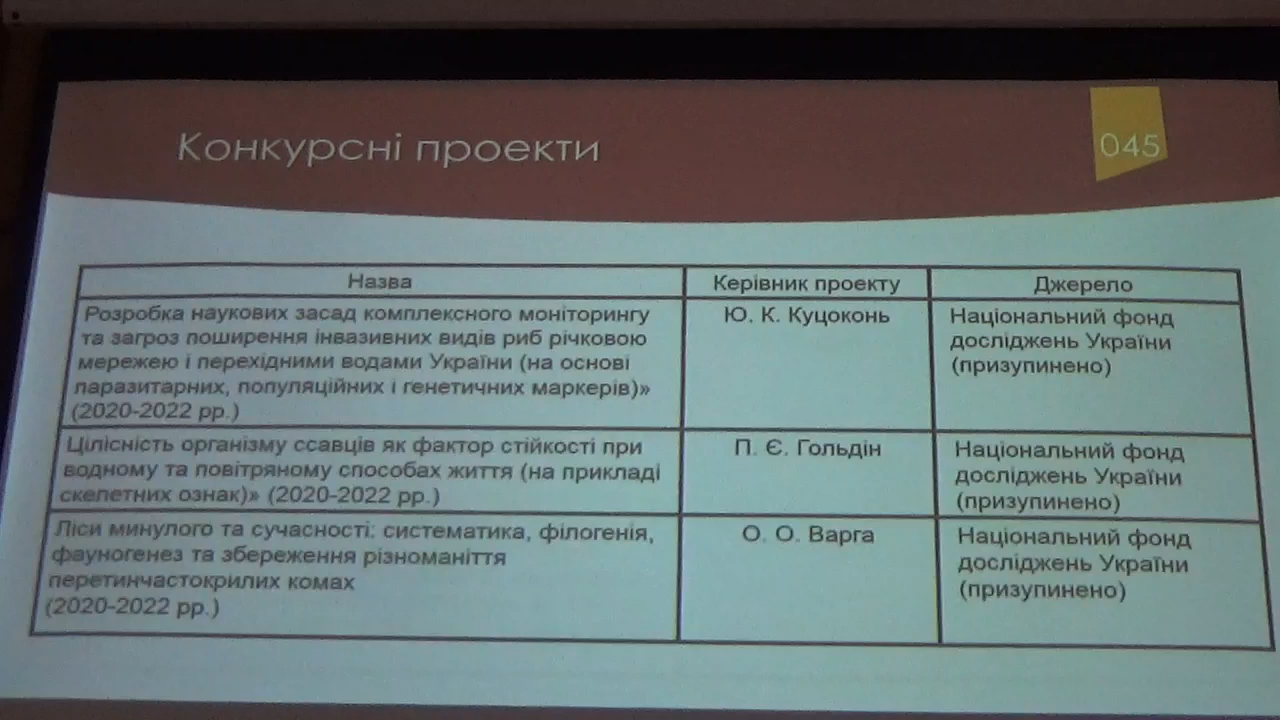 Конкурсні проекти
045
Назва
Керівник проекту
Джерело
Розробка наукових засад комплексного моніторингу
та загроз поширення інвазивних видів риб річковою
мережею і перехідними водами України (на основі
паразитарних, популяційних і генетичних маркерів)»
(2020-2022 рр.)
Ю. К. Куцоконь
Національний фонд
досліджень України
(призупинено)
Цілісність організму ссавців як фактор стійкості при
водному та повітряному способах життя (на прикладі
скелетних ознак)» (2020-2022 рр.)
П. Є. Гольдін
Національний фонд
досліджень України
(призупинено)
Ліси минулого та сучасності: систематика, філогенія,
фауногенез та збереження різноманіття
перетинчастокрилих комах
(2020-2022 рр.)
О. О. Варга
Національний фонд
досліджень України
(призупинено)